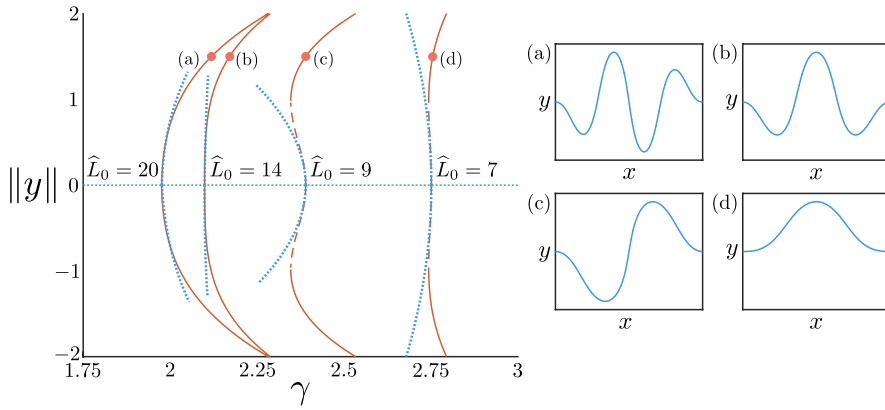 2
1
0
−1
−2
‖y‖
1.75
2
2.25
2.5
2.75
3
γ
(a)
(b)
(c)
(d)
L̂₀ = 20
L̂₀ = 14
L̂₀ = 9
L̂₀ = 7
(a)
y
x
(b)
y
x
(c)
y
x
(d)
y
x